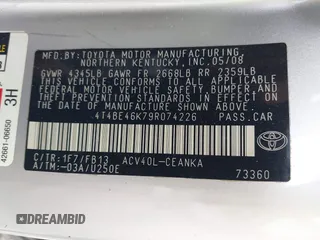 MFD.BY:TOYOTA MOTOR MANUFACTURING,
NORTHERN KENTUCKY,INC.05/08
GVWR 4345LB GAWR FR 2668LB RR 2359LB
THIS VEHICLE CONFORMS TO ALL APPLICABLE
FEDERAL MOTOR VEHICLE SAFETY, BUMPER, AND
THEFT PREVENTION STANDARDS IN EFFECT ON THE
DATE OF MANUFACTURE SHOWN ABOVE.
4T4BE46K79R074226 PASS.CAR
C/TR:1F7/FB13 ACV40L-CEANKA
A/TM:-03A/U250E
73360
TOYOTA
42661-06650
3H
DREAMBID
DREAMBID